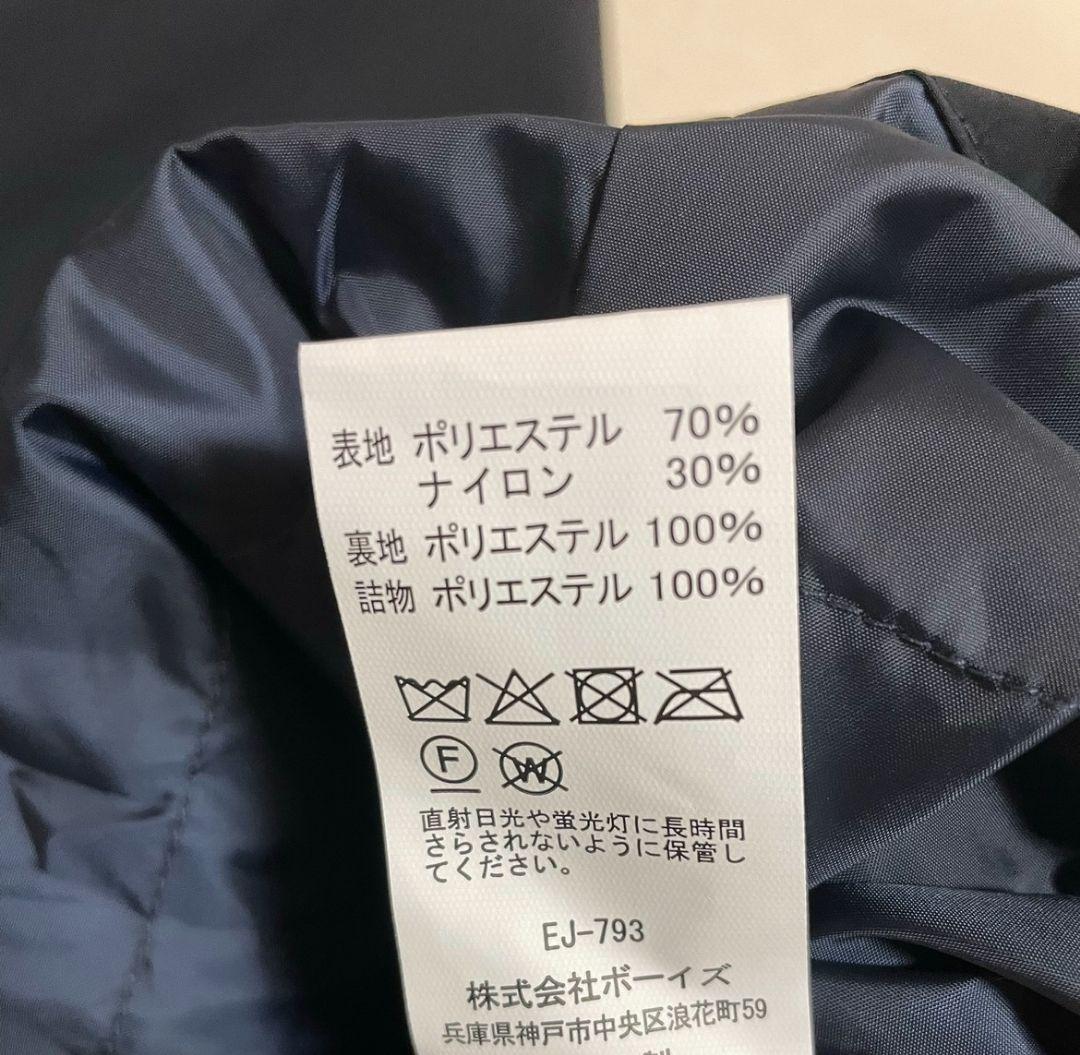 表地 ポリエステル 70%
ナイロン 30%
裏地 ポリエステル 100%
詰物 ポリエステル 100%
F
W
直射日光や蛍光灯に長時間
さらされないように保管し
てください。
EJ-793
株式会社ボーイズ
兵庫県神戸市中央区浪花町59
製